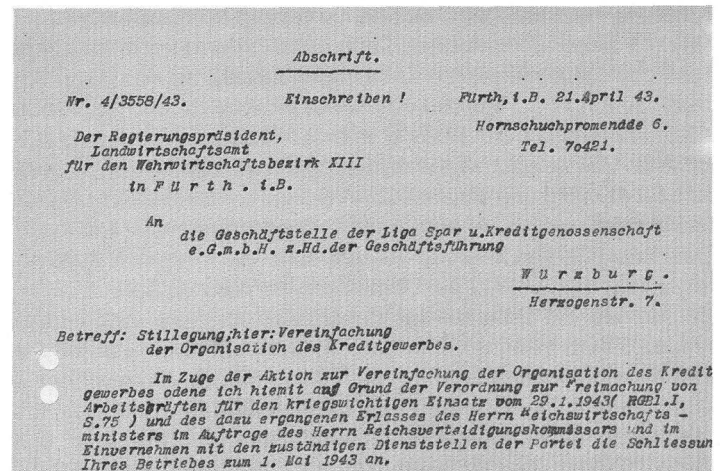 Abschrift.
Nr. 4/3558/43. Einschreiben ! Fürth,i.B. 21.April 43.
Hornschuchpromendde 6.
Der Regierungspräsident,
Landwirtschaftsamt Tel. 70421.
für den Wehrwirtschaftsbezirk XIII
in F ü r t h . i.B.
An
die Geschäftstelle der Liga Spar u.Kreditgenossenschaft
e.G.m.b.H. z.Hd.der Geschäftsführung
W ü r z b u r g .
Herzogenstr. 7.
Betreff: Stillegung;hier:Vereinfachung
der Organisation des Kreditgewerbes.
Im Zuge der Aktion zur Vereinfachung der Organisation des Kredit
gewerbes odene ich hiemit auf Grund der Verordnung zur Freimachung von
Arbeitskräften für den kriegswichtigen Einsatz vom 29.1.1943( RGBl.I,
S.75 ) und des dazu ergangenen Erlasses des Herrn Reichswirtschafts -
ministers im Auftrage des Herrn Reichsverteidigungskommissars und im
Einvernehmen mit den zuständigen Dienststellen der Partei die Schliessun
Ihres Betriebes zum 1. Mai 1943 an.